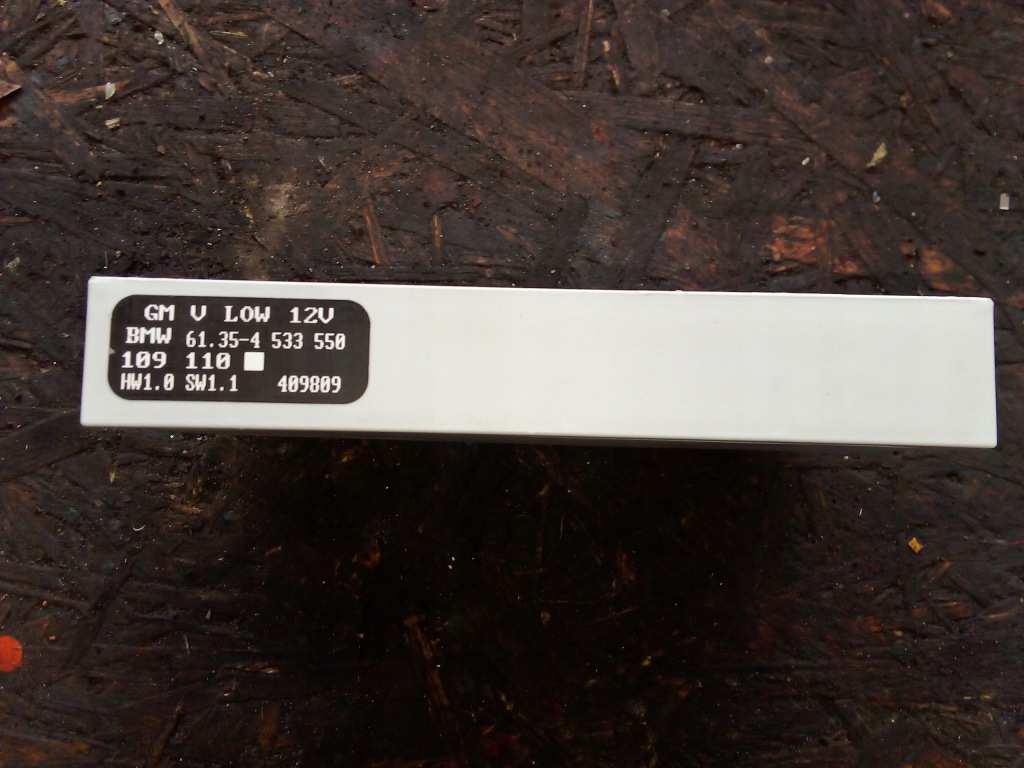 GM V LOW 12V
BMW 61.35-4 533 550
109 110
HW1.0 SW1.1 409809